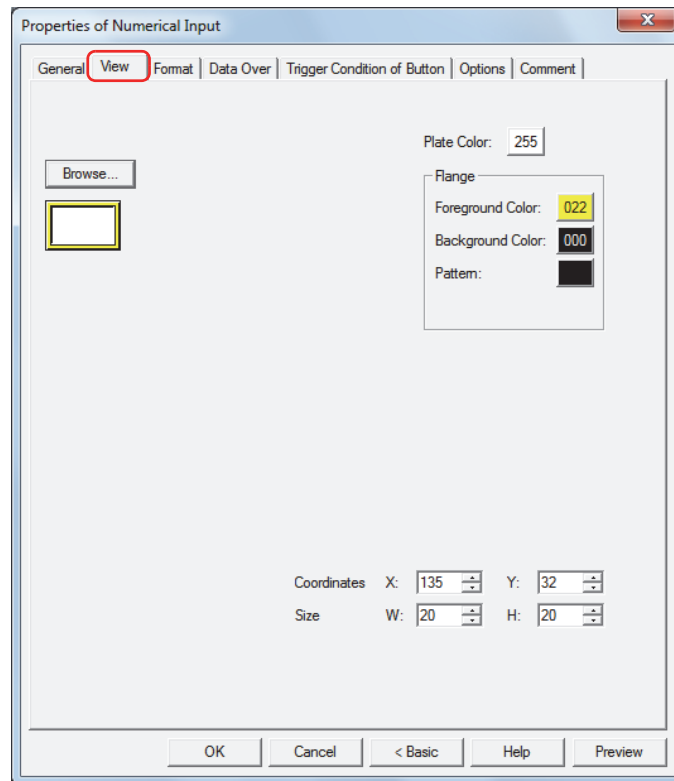 Properties of Numerical Input
General View Format Data Over Trigger Condition of Button Options Comment
Plate Color: 255
Browse...
Flange
Foreground Color: 022
Background Color: 000
Pattern:
Coordinates X: 135 Y: 32
Size W: 20 H: 20
OK Cancel < Basic Help Preview